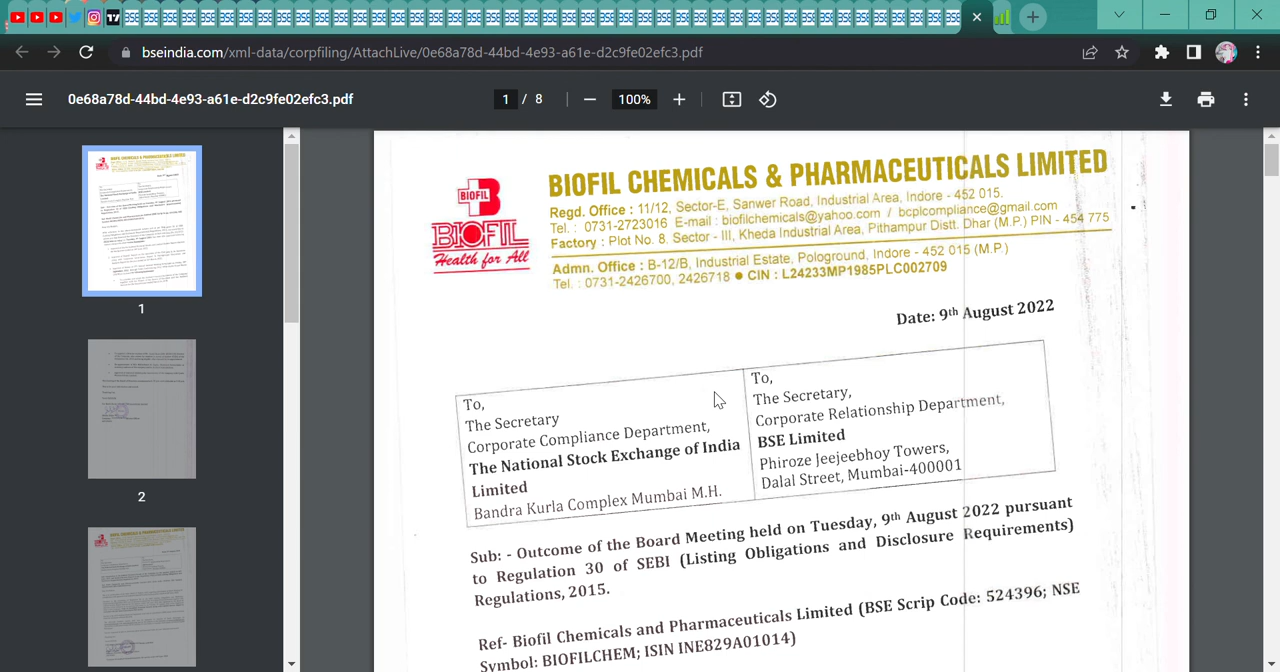 bseindia.com/xml-data/corpfiling/AttachLive/0e68a78d-44bd-4e93-a61e-d2c9fe02efc3.pdf
0e68a78d-44bd-4e93-a61e-d2c9fe02efc3.pdf
1 / 8
100%
1
2
BIOFIL
BIOFIL
Health for All
BIOFIL CHEMICALS & PHARMACEUTICALS LIMITED
Regd. Office : 11/12, Sector-E, Sanwer Road, Industrial Area, Indore - 452 015.
Tel. : 0731-2723016 E-mail : biofilchemicals@yahoo.com / bcplcompliance@gmail.com
Factory : Plot No. 8. Sector - III, Kheda Industrial Area, Pithampur Distt. Dhar (M.P.) PIN - 454 775
Admn. Office : B-12/B, Industrial Estate, Pologround, Indore - 452 015 (M.P.)
Tel. : 0731-2426700, 2426718 ● CIN : L24233MP1985PLC002709
Date: 9th August 2022
To,
The Secretary
Corporate Compliance Department,
The National Stock Exchange of India
Limited
Bandra Kurla Complex Mumbai M.H.
To,
The Secretary,
Corporate Relationship Department,
BSE Limited
Phiroze Jeejeebhoy Towers,
Dalal Street, Mumbai-400001
Sub: - Outcome of the Board Meeting held on Tuesday, 9th August 2022 pursuant
to Regulation 30 of SEBI (Listing Obligations and Disclosure Requirements)
Regulations, 2015.
Ref- Biofil Chemicals and Pharmaceuticals Limited (BSE Scrip Code: 524396; NSE
Symbol: BIOFILCHEM; ISIN INE829A01014)